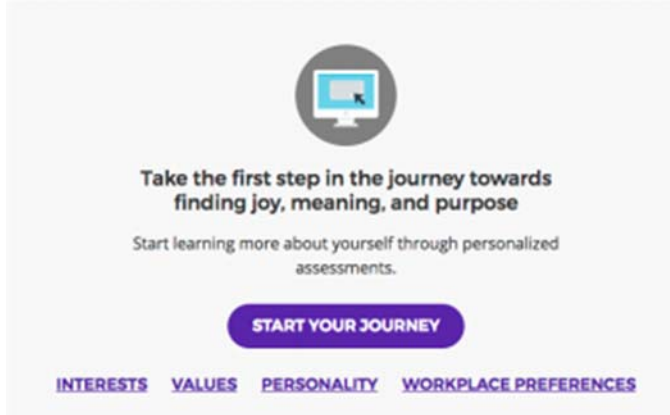 Take the first step in the journey towards
finding joy, meaning, and purpose
Start learning more about yourself through personalized
assessments.
START YOUR JOURNEY
INTERESTS VALUES PERSONALITY WORKPLACE PREFERENCES